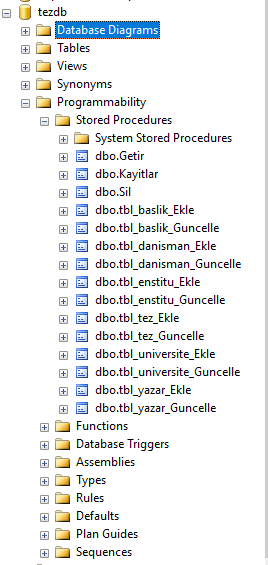 tezdb
Database Diagrams
Tables
Views
Synonyms
Programmability
Stored Procedures
System Stored Procedures
dbo.Getir
dbo.Kayitlar
dbo.Sil
dbo.tbl_baslik_Ekle
dbo.tbl_baslik_Guncelle
dbo.tbl_danisman_Ekle
dbo.tbl_danisman_Guncelle
dbo.tbl_enstitu_Ekle
dbo.tbl_enstitu_Guncelle
dbo.tbl_tez_Ekle
dbo.tbl_tez_Guncelle
dbo.tbl_universite_Ekle
dbo.tbl_universite_Guncelle
dbo.tbl_yazar_Ekle
dbo.tbl_yazar_Guncelle
Functions
Database Triggers
Assemblies
Types
Rules
Defaults
Plan Guides
Sequences